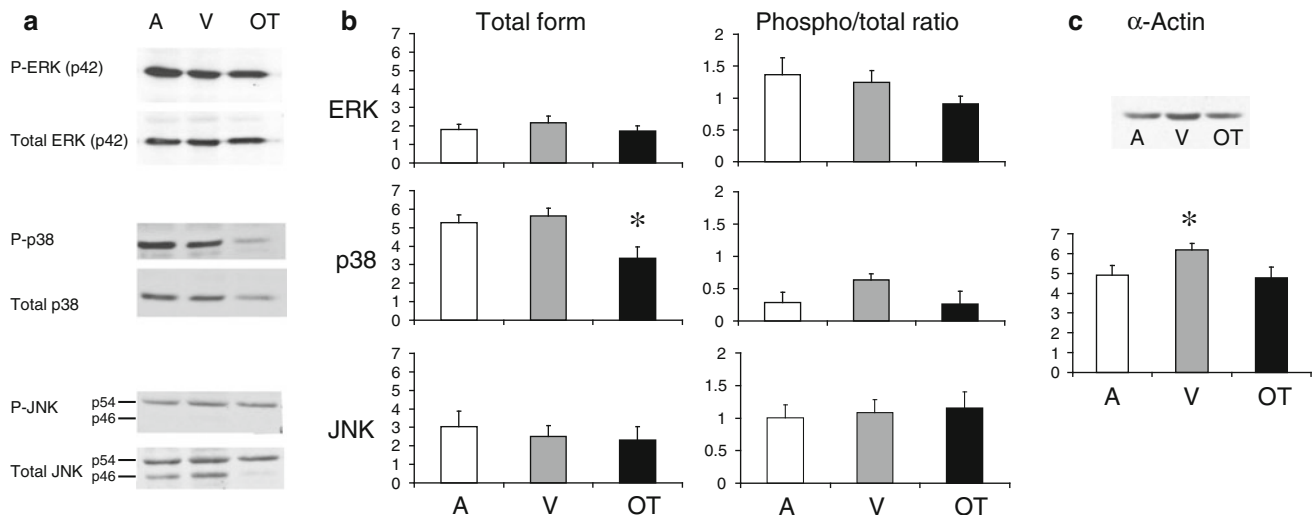 a
A V OT
P-ERK (p42)
Total ERK (p42)
P-p38
Total p38
P-JNK
p54
p46
Total JNK
p54
p46
b
Total form
Phospho/total ratio
ERK
7
6
5
4
3
2
1
0
2
1.5
1
0.5
0
p38
7
6
5
4
3
2
1
0
*
2
1.5
1
0.5
0
JNK
7
6
5
4
3
2
1
0
A V OT
2
1.5
1
0.5
0
A V OT
c
α-Actin
A V OT
7
6
5
4
3
2
1
0
*
A V OT